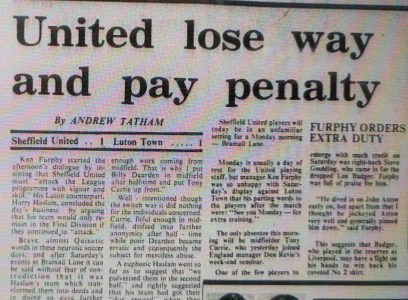 United lose way
and pay penalty
By ANDREW TATHAM
Sheffield United .. 1 Luton Town ..... 1
Ken Furphy started the
afternoon's dialogue by in-
sisting that Sheffield United
must "attack the League
programme with vigour and
skill." His Luton counterpart,
Harry Haslam, concluded the
day's business by arguing
that his team would only re-
main in the First Division if
they continued to "attack."
Brave, almost Quixotic
words in these neurotic soccer
days, and after Saturday's
events at Bramall Lane it can
be said without fear of con-
tradiction that it was
Haslam's team which tran-
sformed them into deeds and
in doing so dares further
enough work coming from
midfield. That is why I put
Billy Dearden in midfield
after half-time and put Tony
Currie up front."
Well-intentioned though
the switch was it did nothing
for the individuals concerned.
Currie, fitful enough in mid-
field, drifted into further
anonymity after half-time
while poor Dearden became
erratic and consequently the
subject for merciless abuse.
A euphoric Haslam went so
far as to suggest that "we
pulverised them in the second
half," and rightly suggested
that his team had got the
Sheffield United players will
today be in an unfamiliar
setting for a Monday morning
— Bramall Lane.
Monday is usually a day of
rest for the United playing
staff, but manager Ken Furphy
was so unhappy with Satur-
day's display against Luton
Town that his parting words to
the players after the match
were: "See you Monday — for
extra training."
The only absentee this morn-
ing will be midfielder Tony
Currie, who yesterday joined
England manager Don Revie's
week-end seminar.
One of the few players to
FURPHY ORDERS
EXTRA DUTY
emerge with much credit on
Saturday was right-back Steve
Goulding, who came in for the
dropped Len Badger. Furphy
was full of praise for him.
"He dived in on John Aston
early on, but apart from that I
thought he jockeyed Aston
very well and generally joined
him down," said Furphy.
This suggests that Badger,
who played in the reserves at
Liverpool, may have a fight on
his hands to win back his
coveted No 2 shirt.